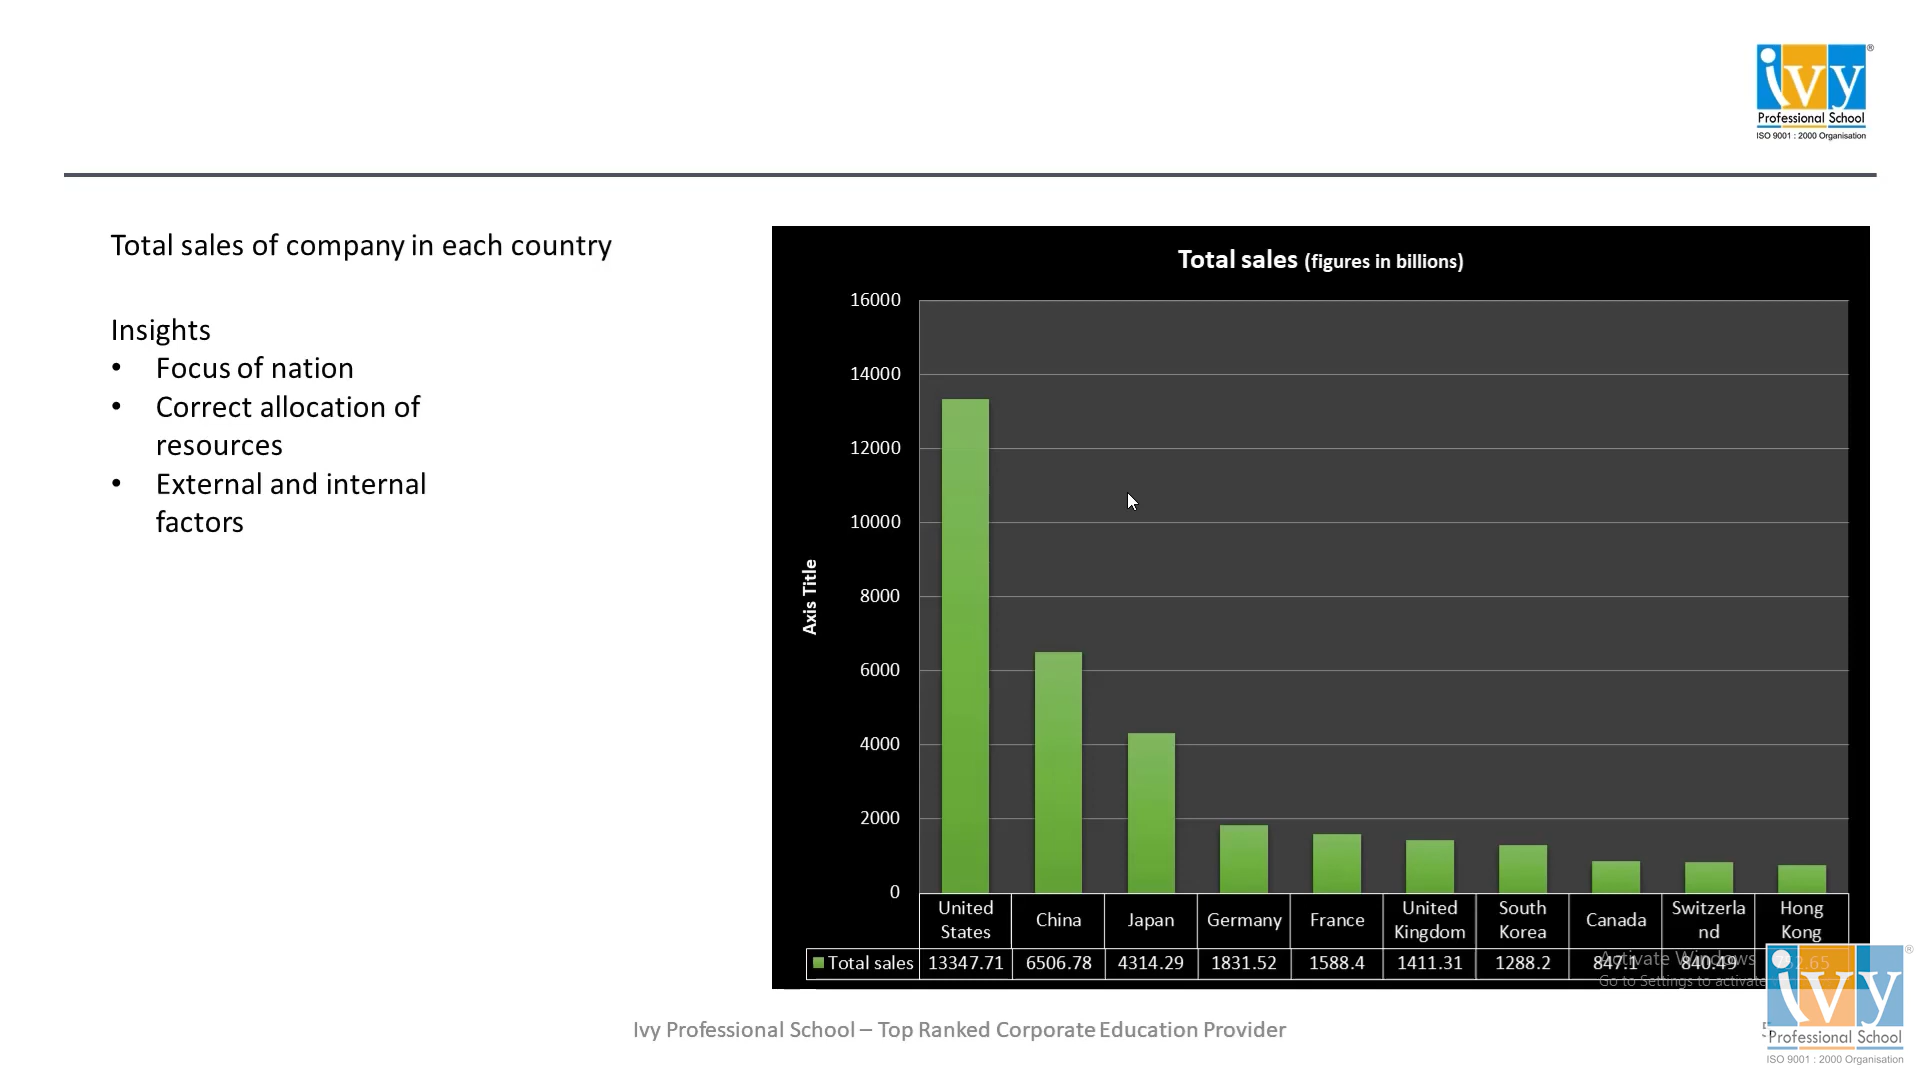 ivy
Professional School
ISO 9001 : 2000 Organisation
Total sales of company in each country
Insights
• Focus of nation
• Correct allocation of
resources
• External and internal
factors
Total sales (figures in billions)
Axis Title
16000
14000
12000
10000
8000
6000
4000
2000
0
United States China Japan Germany France United Kingdom South Korea Canada Switzerla nd Hong Kong
Total sales 13347.71 6506.78 4314.29 1831.52 1588.4 1411.31 1288.2 847.1 840.49 752.65
Activate Windows
Go to Settings to activate
Ivy Professional School – Top Ranked Corporate Education Provider
ivy
Professional School
ISO 9001 : 2000 Organisation